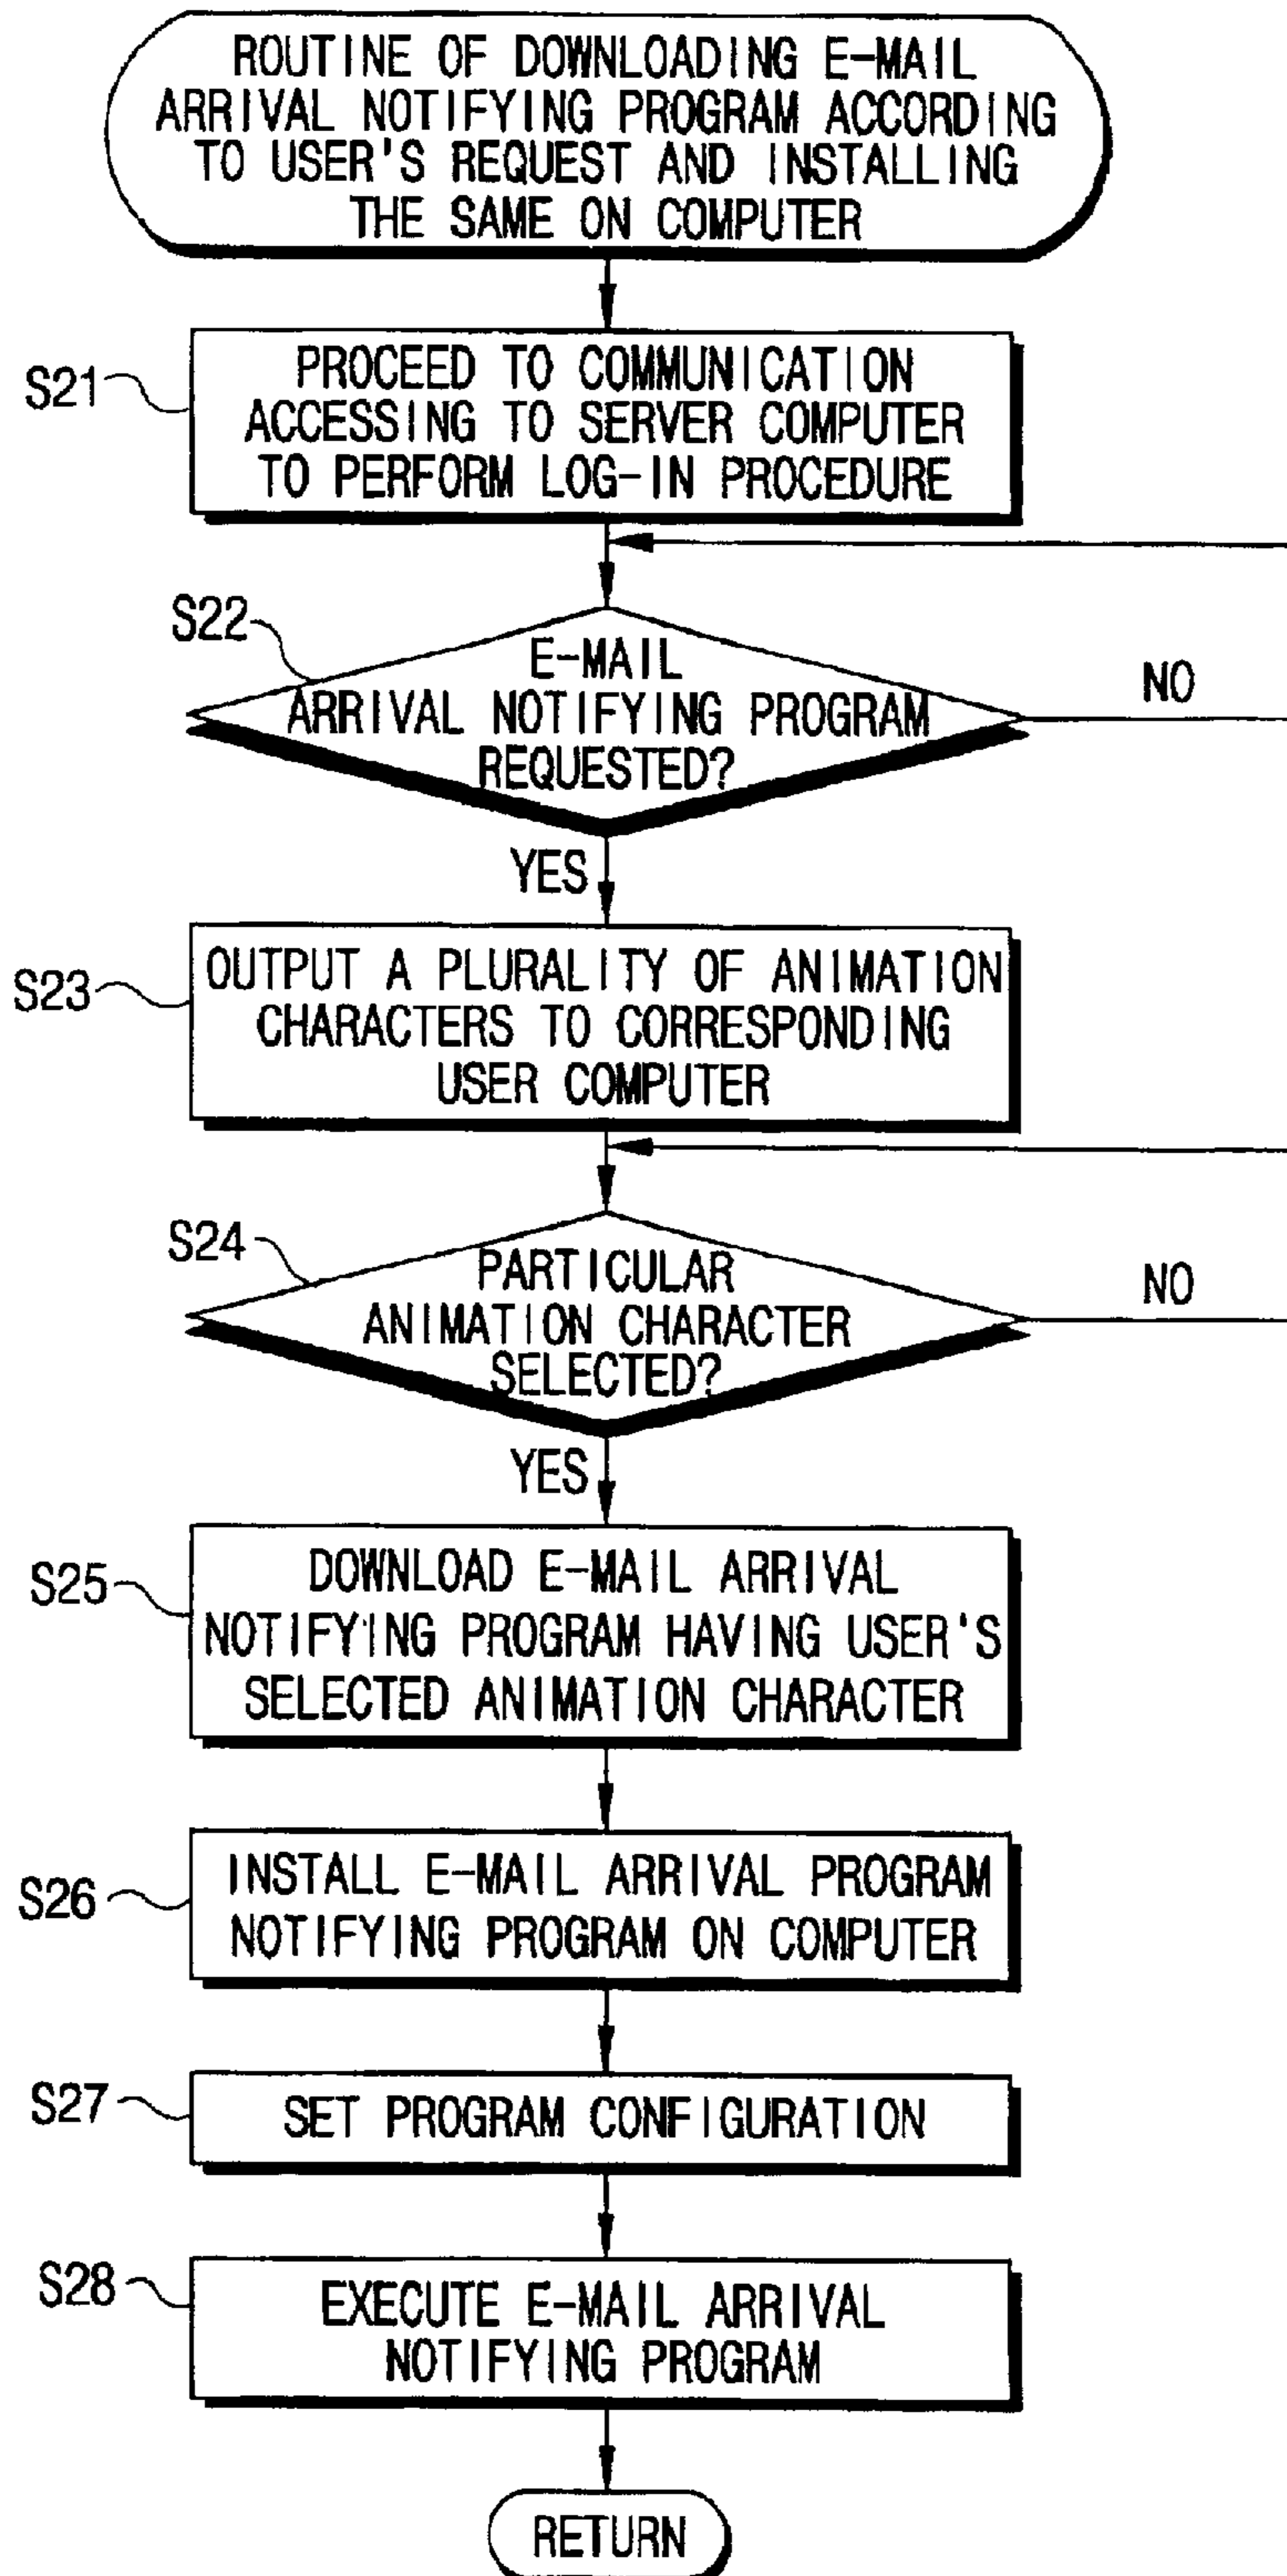 ROUTINE OF DOWNLOADING E-MAIL
ARRIVAL NOTIFYING PROGRAM ACCORDING
TO USER'S REQUEST AND INSTALLING
THE SAME ON COMPUTER
S21
PROCEED TO COMMUNICATION
ACCESSING TO SERVER COMPUTER
TO PERFORM LOG-IN PROCEDURE
S22
E-MAIL
ARRIVAL NOTIFYING PROGRAM
REQUESTED?
NO
YES
S23
OUTPUT A PLURALITY OF ANIMATION
CHARACTERS TO CORRESPONDING
USER COMPUTER
S24
PARTICULAR
ANIMATION CHARACTER
SELECTED?
NO
YES
S25
DOWNLOAD E-MAIL ARRIVAL
NOTIFYING PROGRAM HAVING USER'S
SELECTED ANIMATION CHARACTER
S26
INSTALL E-MAIL ARRIVAL PROGRAM
NOTIFYING PROGRAM ON COMPUTER
S27
SET PROGRAM CONFIGURATION
S28
EXECUTE E-MAIL ARRIVAL
NOTIFYING PROGRAM
RETURN